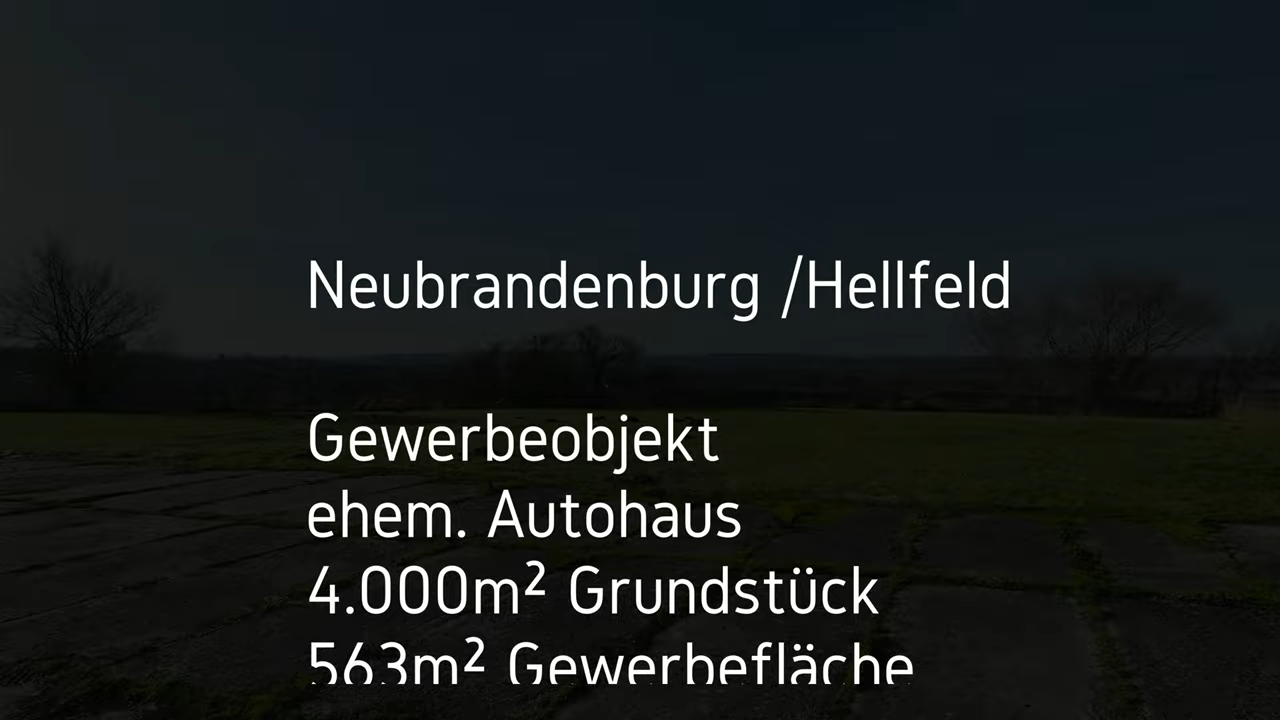 Neubrandenburg /Hellfeld
Gewerbeobjekt
ehem. Autohaus
4.000m² Grundstück
563m² Gewerbefläche